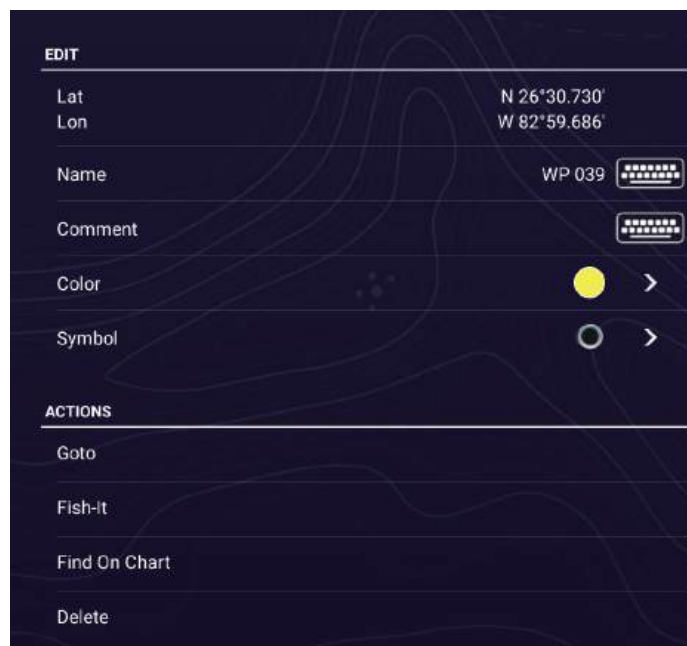 EDIT
Lat N 26°30.730'
Lon W 82°59.686'
Name WP 039
Comment
Color
Symbol
ACTIONS
Goto
Fish-It
Find On Chart
Delete